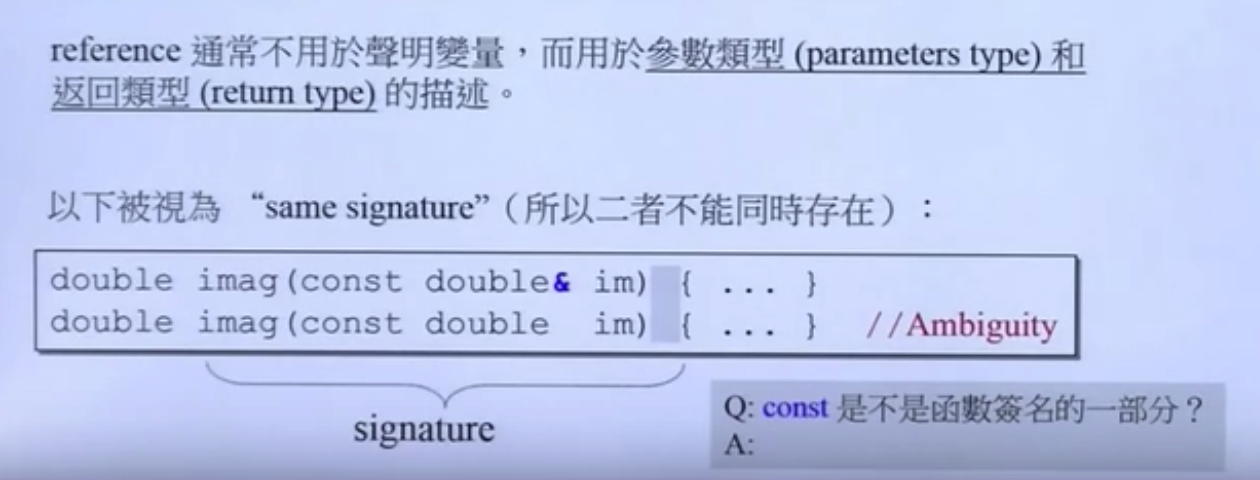 reference 通常不用於聲明變量，而用於參數類型 (parameters type) 和
返回類型 (return type) 的描述。
以下被視為 “same signature”（所以二者不能同時存在）：
double imag(const double& im) { ... }
double imag(const double im) { ... } //Ambiguity
signature
Q: const 是不是函數簽名的一部分？
A: